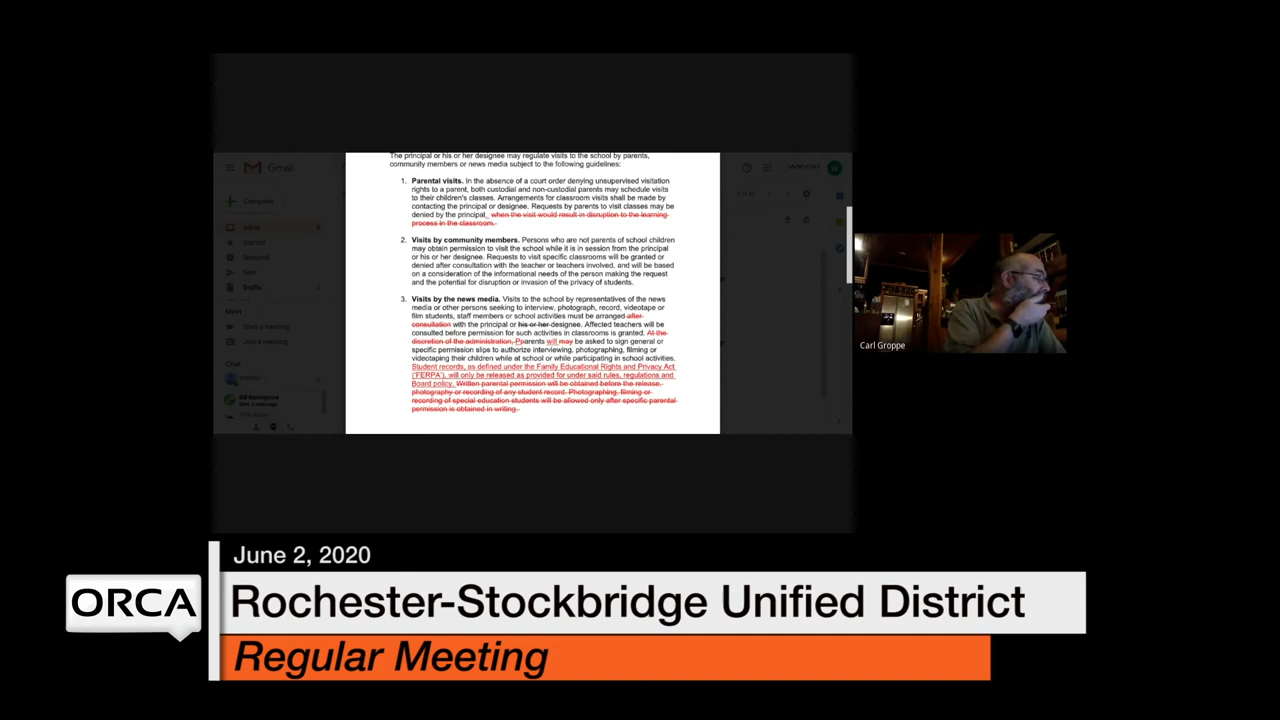 Gmail
Compose
Inbox
Starred
Snoozed
Sent
Drafts
Meet
Start a meeting
Join a meeting
Chat
The principal or his or her designee may regulate visits to the school by parents,
community members or news media subject to the following guidelines:
1. Parental visits. In the absence of a court order denying unsupervised visitation
rights to a parent, both custodial and non-custodial parents may schedule visits
to their children's classes. Arrangements for classroom visits shall be made by
contacting the principal or designee. Requests by parents to visit classes may be
denied by the principal. when the visit would result in disruption to the learning
process in the classroom.
2. Visits by community members. Persons who are not parents of school children
may obtain permission to visit the school while it is in session from the principal
or his or her designee. Requests to visit specific classrooms will be granted or
denied after consultation with the teacher or teachers involved, and will be based
on a consideration of the informational needs of the person making the request
and the potential for disruption or invasion of the privacy of students.
3. Visits by the news media. Visits to the school by representatives of the news
media or other persons seeking to interview, photograph, record, videotape or
film students, staff members or school activities must be arranged after
consultation with the principal or his or her designee. Affected teachers will be
consulted before permission for such activities in classrooms is granted. At the
discretion of the administration, Pparents will may be asked to sign general or
specific permission slips to authorize interviewing, photographing, filming or
videotaping their children while at school or while participating in school activities.
Student records, as defined under the Family Educational Rights and Privacy Act
('FERPA'), will only be released as provided for under said rules, regulations and
Board policy. Written parental permission will be obtained before the release,
photography or recording of any student record. Photographing, filming or
recording of special education students will be allowed only after specific parental
permission is obtained in writing.
Carl Groppe
June 2, 2020
ORCA
Rochester-Stockbridge Unified District
Regular Meeting